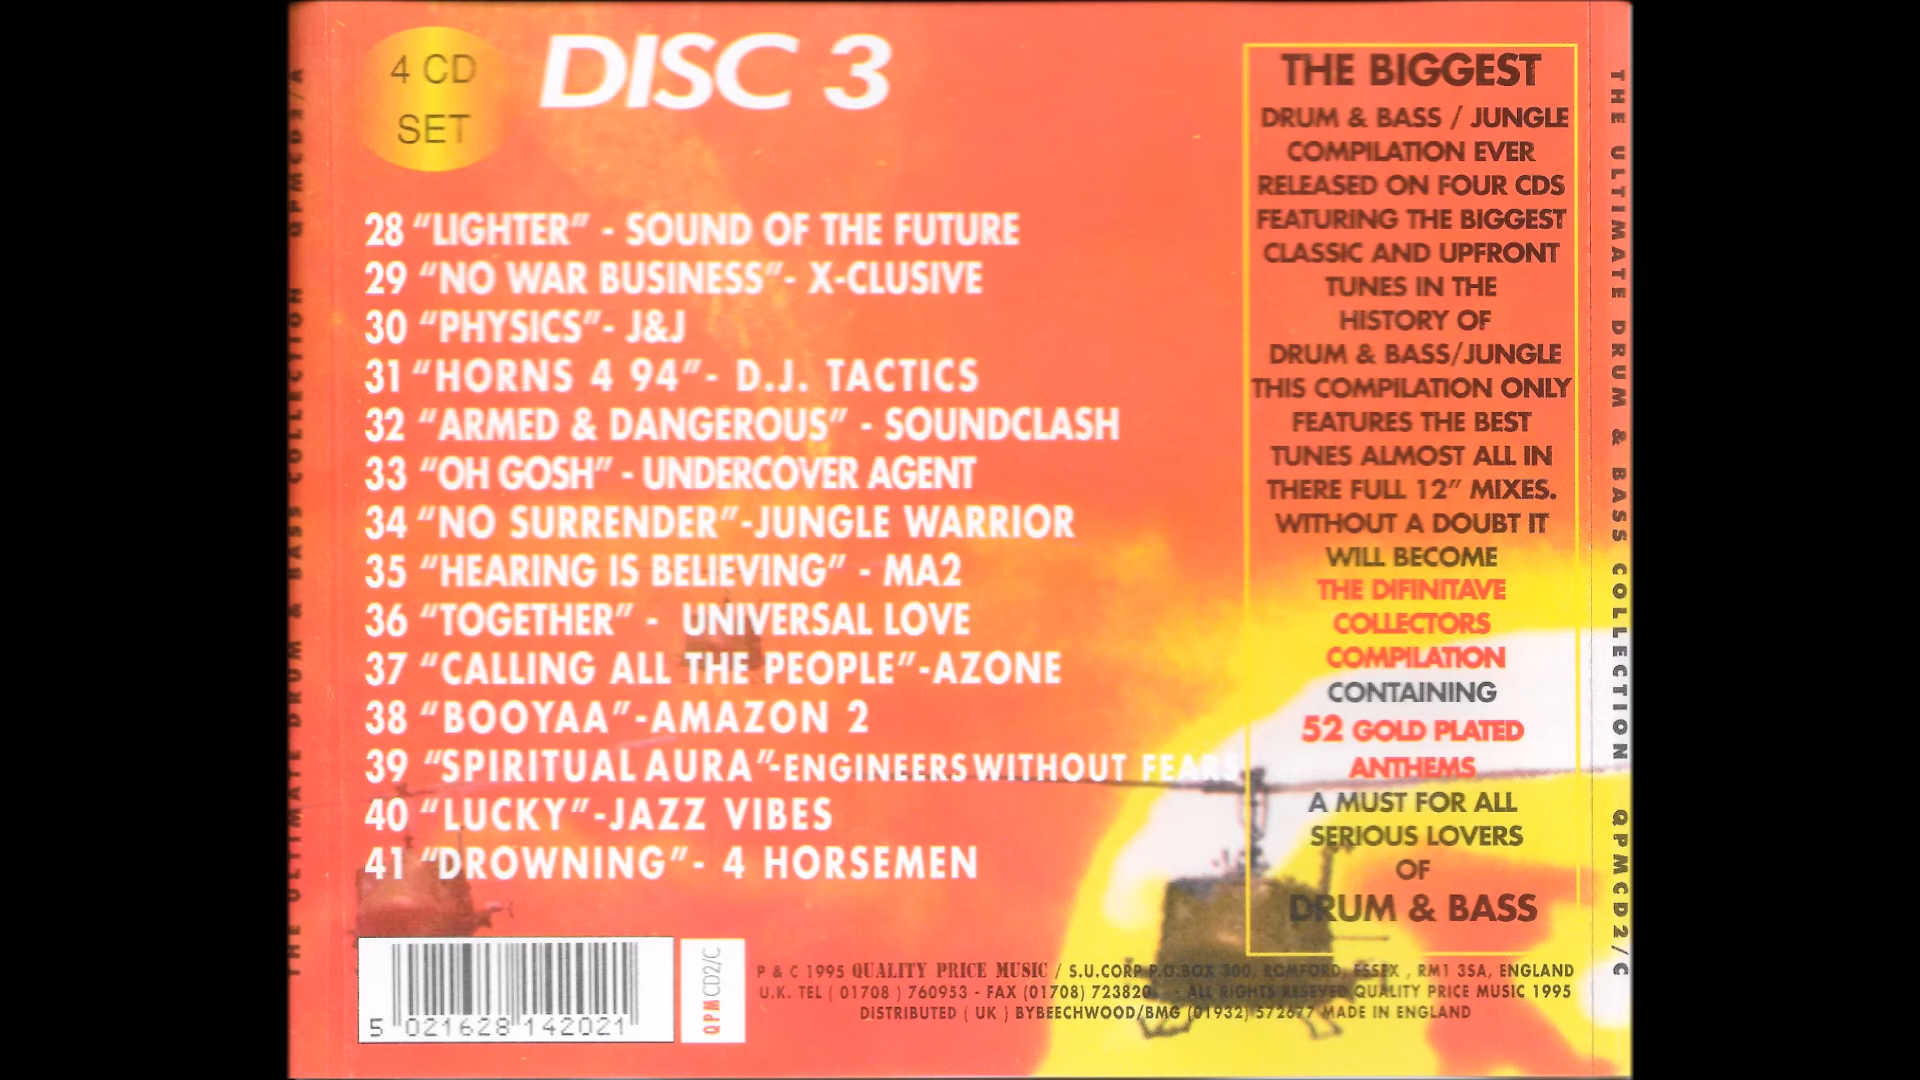 4 CD
SET
DISC 3
28 “LIGHTER” - SOUND OF THE FUTURE
29 “NO WAR BUSINESS”- X-CLUSIVE
30 “PHYSICS”- J&J
31 “HORNS 4 94”- D.J. TACTICS
32 “ARMED & DANGEROUS” - SOUNDCLASH
33 “OH GOSH” - UNDERCOVER AGENT
34 “NO SURRENDER”-JUNGLE WARRIOR
35 “HEARING IS BELIEVING” - MA2
36 “TOGETHER” - UNIVERSAL LOVE
37 “CALLING ALL THE PEOPLE”-AZONE
38 “BOOYAA”-AMAZON 2
39 “SPIRITUAL AURA”-ENGINEERS WITHOUT FEARS
40 “LUCKY”-JAZZ VIBES
41 “DROWNING”- 4 HORSEMEN
THE BIGGEST
DRUM & BASS / JUNGLE
COMPILATION EVER
RELEASED ON FOUR CDS
FEATURING THE BIGGEST
CLASSIC AND UPFRONT
TUNES IN THE
HISTORY OF
DRUM & BASS/JUNGLE
THIS COMPILATION ONLY
FEATURES THE BEST
TUNES ALMOST ALL IN
THERE FULL 12” MIXES.
WITHOUT A DOUBT IT
WILL BECOME
THE DIFINITAVE
COLLECTORS
COMPILATION
CONTAINING
52 GOLD PLATED
ANTHEMS
A MUST FOR ALL
SERIOUS LOVERS
OF
DRUM & BASS
5 021628 142021
QPMCD2/C
P & C 1995 QUALITY PRICE MUSIC / S.U.CORP P.O.BOX 300, ROMFORD, ESSEX , RM1 3SA, ENGLAND
U.K. TEL ( 01708 ) 760953 - FAX (01708) 723820. - ALL RIGHTS RESEVED QUALITY PRICE MUSIC 1995
DISTRIBUTED ( UK ) BYBEECHWOOD/BMG (01932) 572677 MADE IN ENGLAND
THE ULTIMATE DRUM & BASS COLLECTION QPMCD2/A
THE ULTIMATE DRUM & BASS COLLECTION QPMCD2/C